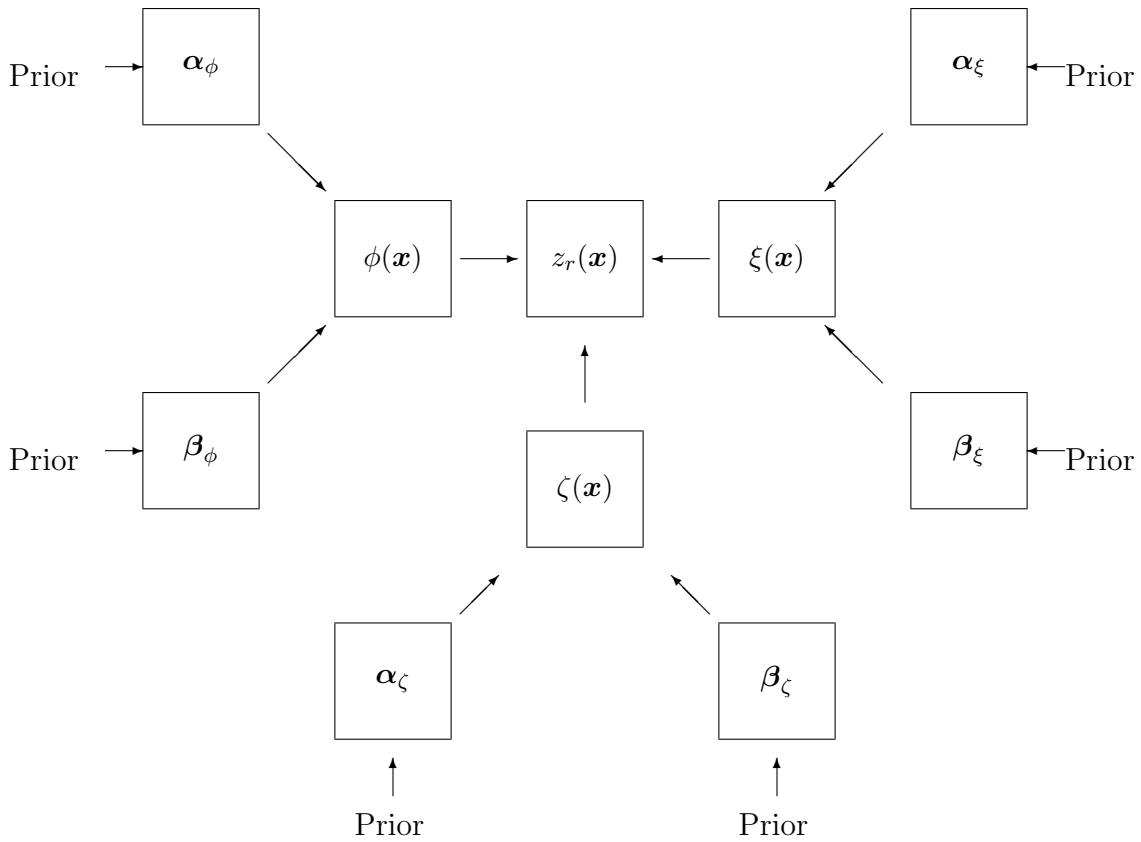 Prior
α_ϕ
α_ξ
Prior
ϕ(x)
z_r(x)
ξ(x)
Prior
β_ϕ
β_ξ
Prior
ζ(x)
α_ζ
β_ζ
Prior
Prior